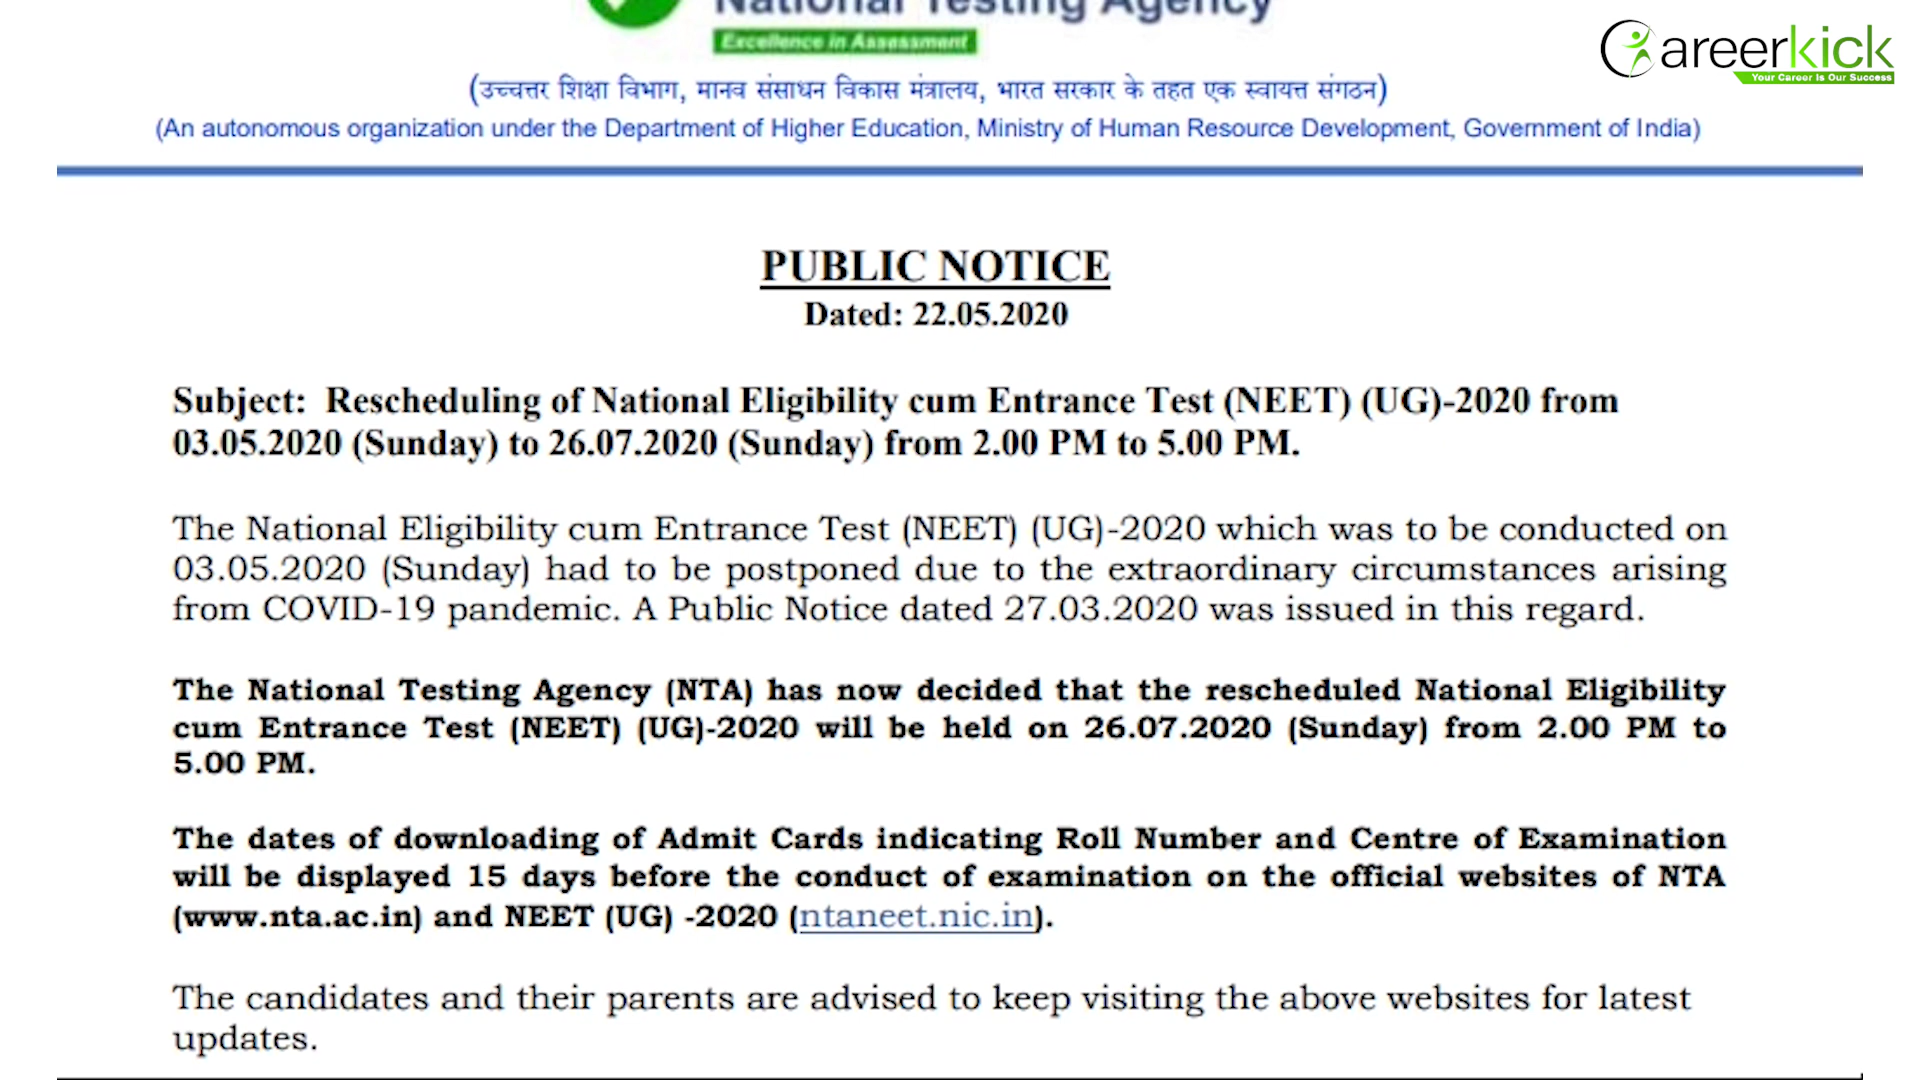 National Testing Agency
Excellence in Assessment
Careerkick
Your Career Is Our Success
(उच्चत्तर शिक्षा विभाग, मानव संसाधन विकास मंत्रालय, भारत सरकार के तहत एक स्वायत्त संगठन)
(An autonomous organization under the Department of Higher Education, Ministry of Human Resource Development, Government of India)
PUBLIC NOTICE
Dated: 22.05.2020
Subject: Rescheduling of National Eligibility cum Entrance Test (NEET) (UG)-2020 from
03.05.2020 (Sunday) to 26.07.2020 (Sunday) from 2.00 PM to 5.00 PM.
The National Eligibility cum Entrance Test (NEET) (UG)-2020 which was to be conducted on
03.05.2020 (Sunday) had to be postponed due to the extraordinary circumstances arising
from COVID-19 pandemic. A Public Notice dated 27.03.2020 was issued in this regard.
The National Testing Agency (NTA) has now decided that the rescheduled National Eligibility
cum Entrance Test (NEET) (UG)-2020 will be held on 26.07.2020 (Sunday) from 2.00 PM to
5.00 PM.
The dates of downloading of Admit Cards indicating Roll Number and Centre of Examination
will be displayed 15 days before the conduct of examination on the official websites of NTA
(www.nta.ac.in) and NEET (UG) -2020 (ntaneet.nic.in).
The candidates and their parents are advised to keep visiting the above websites for latest
updates.